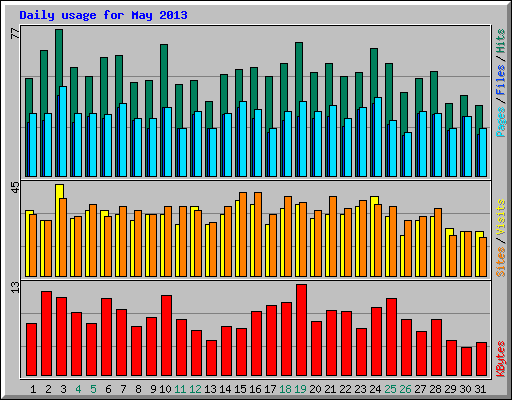 Daily usage for May 2013
77
Pages / Files / Hits
45
Sites / Visits
13
KBytes
1 2 3 4 5 6 7 8 9 10 11 12 13 14 15 16 17 18 19 20 21 22 23 24 25 26 27 28 29 30 31